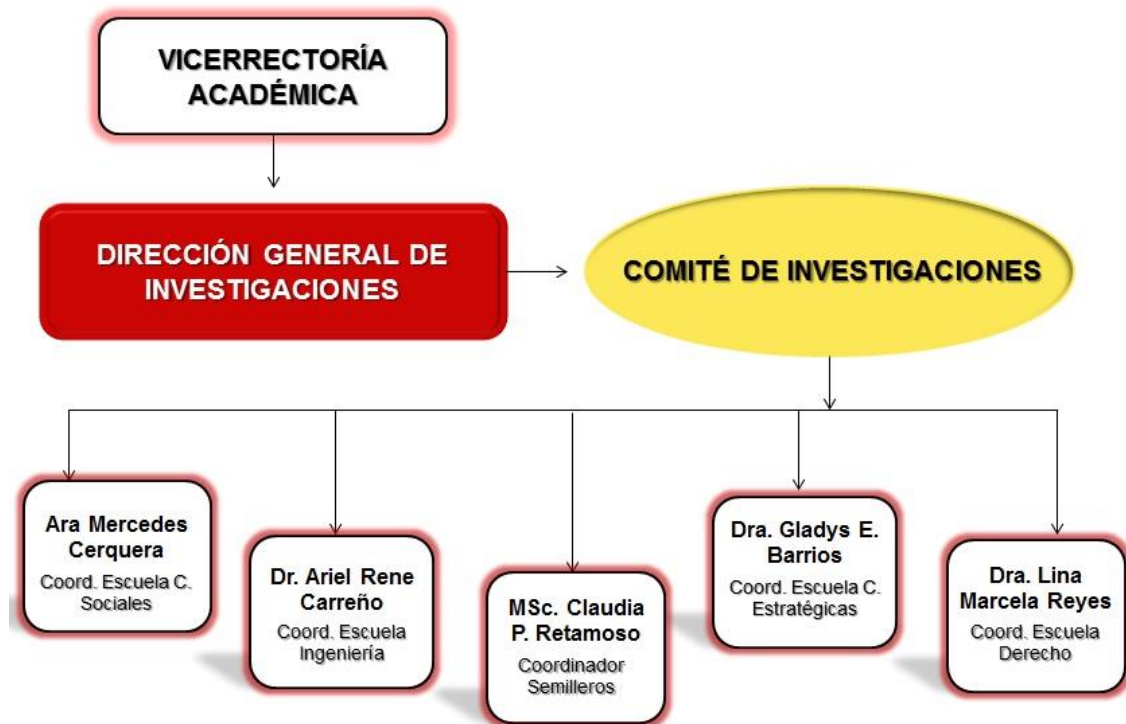 VICERRECTORÍA
ACADÉMICA
DIRECCIÓN GENERAL DE
INVESTIGACIONES
COMITÉ DE INVESTIGACIONES
Ara Mercedes
Cerquera
Coord. Escuela C.
Sociales
Dr. Ariel Rene
Carreño
Coord. Escuela
Ingeniería
MSc. Claudia
P. Retamoso
Coordinador
Semilleros
Dra. Gladys E.
Barrios
Coord. Escuela C.
Estratégicas
Dra. Lina
Marcela Reyes
Coord. Escuela
Derecho